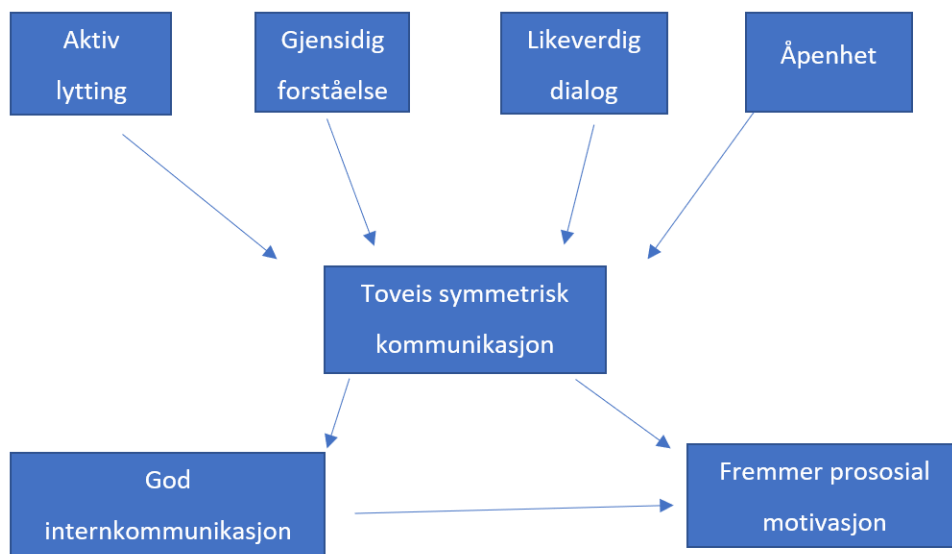 Aktiv
lytting
Gjensidig
forståelse
Likeverdig
dialog
Åpenhet
Toveis symmetrisk
kommunikasjon
God
internkommunikasjon
Fremmer prososial
motivasjon